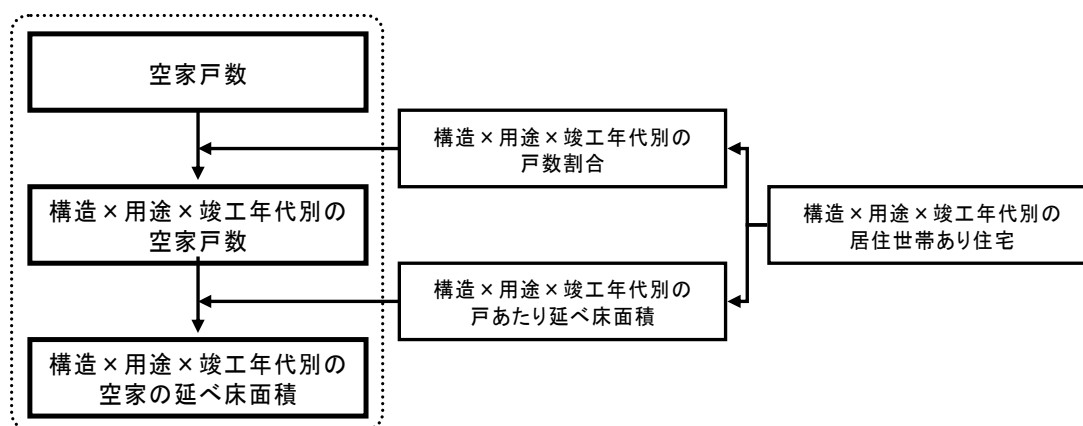 空家戸数
構造×用途×竣工年代別の
戸数割合
構造×用途×竣工年代別の
空家戸数
構造×用途×竣工年代別の
居住世帯あり住宅
構造×用途×竣工年代別の
戸あたり延べ床面積
構造×用途×竣工年代別の
空家の延べ床面積